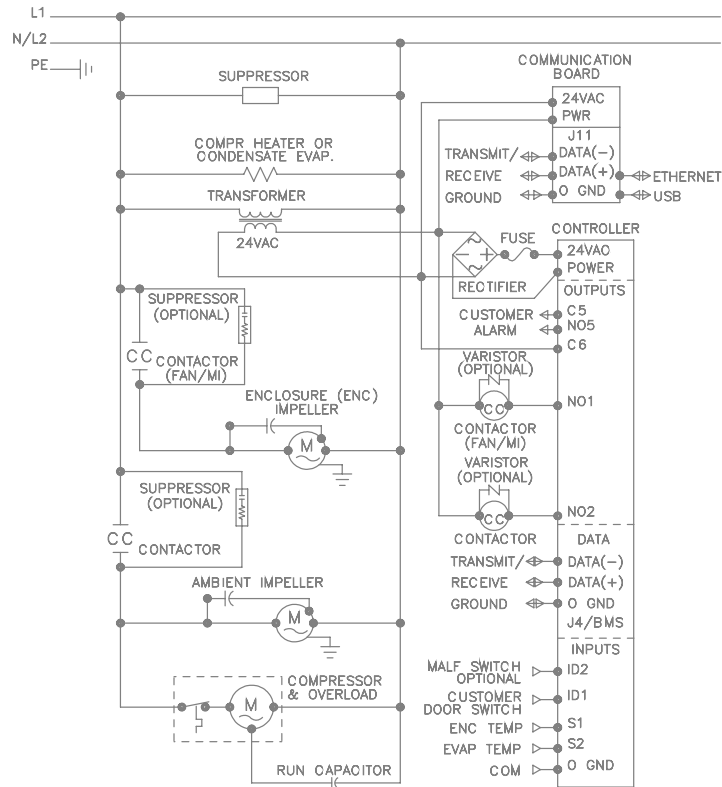 L1
N/L2
PE
SUPPRESSOR
COMPR HEATER OR
CONDENSATE EVAP.
TRANSFORMER
24VAC
COMMUNICATION
BOARD
24VAC
PWR
J11
TRANSMIT/
DATA(-)
RECEIVE
DATA(+)
ETHERNET
GROUND
O GND
USB
CONTROLLER
FUSE
24VAO
POWER
RECTIFIER
OUTPUTS
SUPPRESSOR
(OPTIONAL)
CUSTOMER
ALARM
C5
NO5
C6
CC
CONTACTOR
(FAN/MI)
VARISTOR
(OPTIONAL)
CC
NO1
CONTACTOR
(FAN/MI)
ENCLOSURE (ENC)
IMPELLER
M
VARISTOR
(OPTIONAL)
CC
NO2
CONTACTOR
SUPPRESSOR
(OPTIONAL)
CC
CONTACTOR
DATA
TRANSMIT/
DATA(-)
RECEIVE
DATA(+)
GROUND
O GND
J4/BMS
AMBIENT IMPELLER
M
INPUTS
MALF SWITCH
OPTIONAL
ID2
CUSTOMER
DOOR SWITCH
ID1
ENC TEMP
S1
EVAP TEMP
S2
COM
O GND
COMPRESSOR
& OVERLOAD
M
RUN CAPACITOR